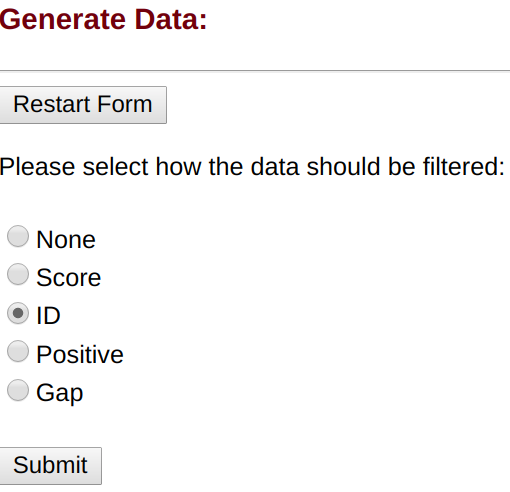 Generate Data:
Restart Form
Please select how the data should be filtered:
None
Score
ID
Positive
Gap
Submit